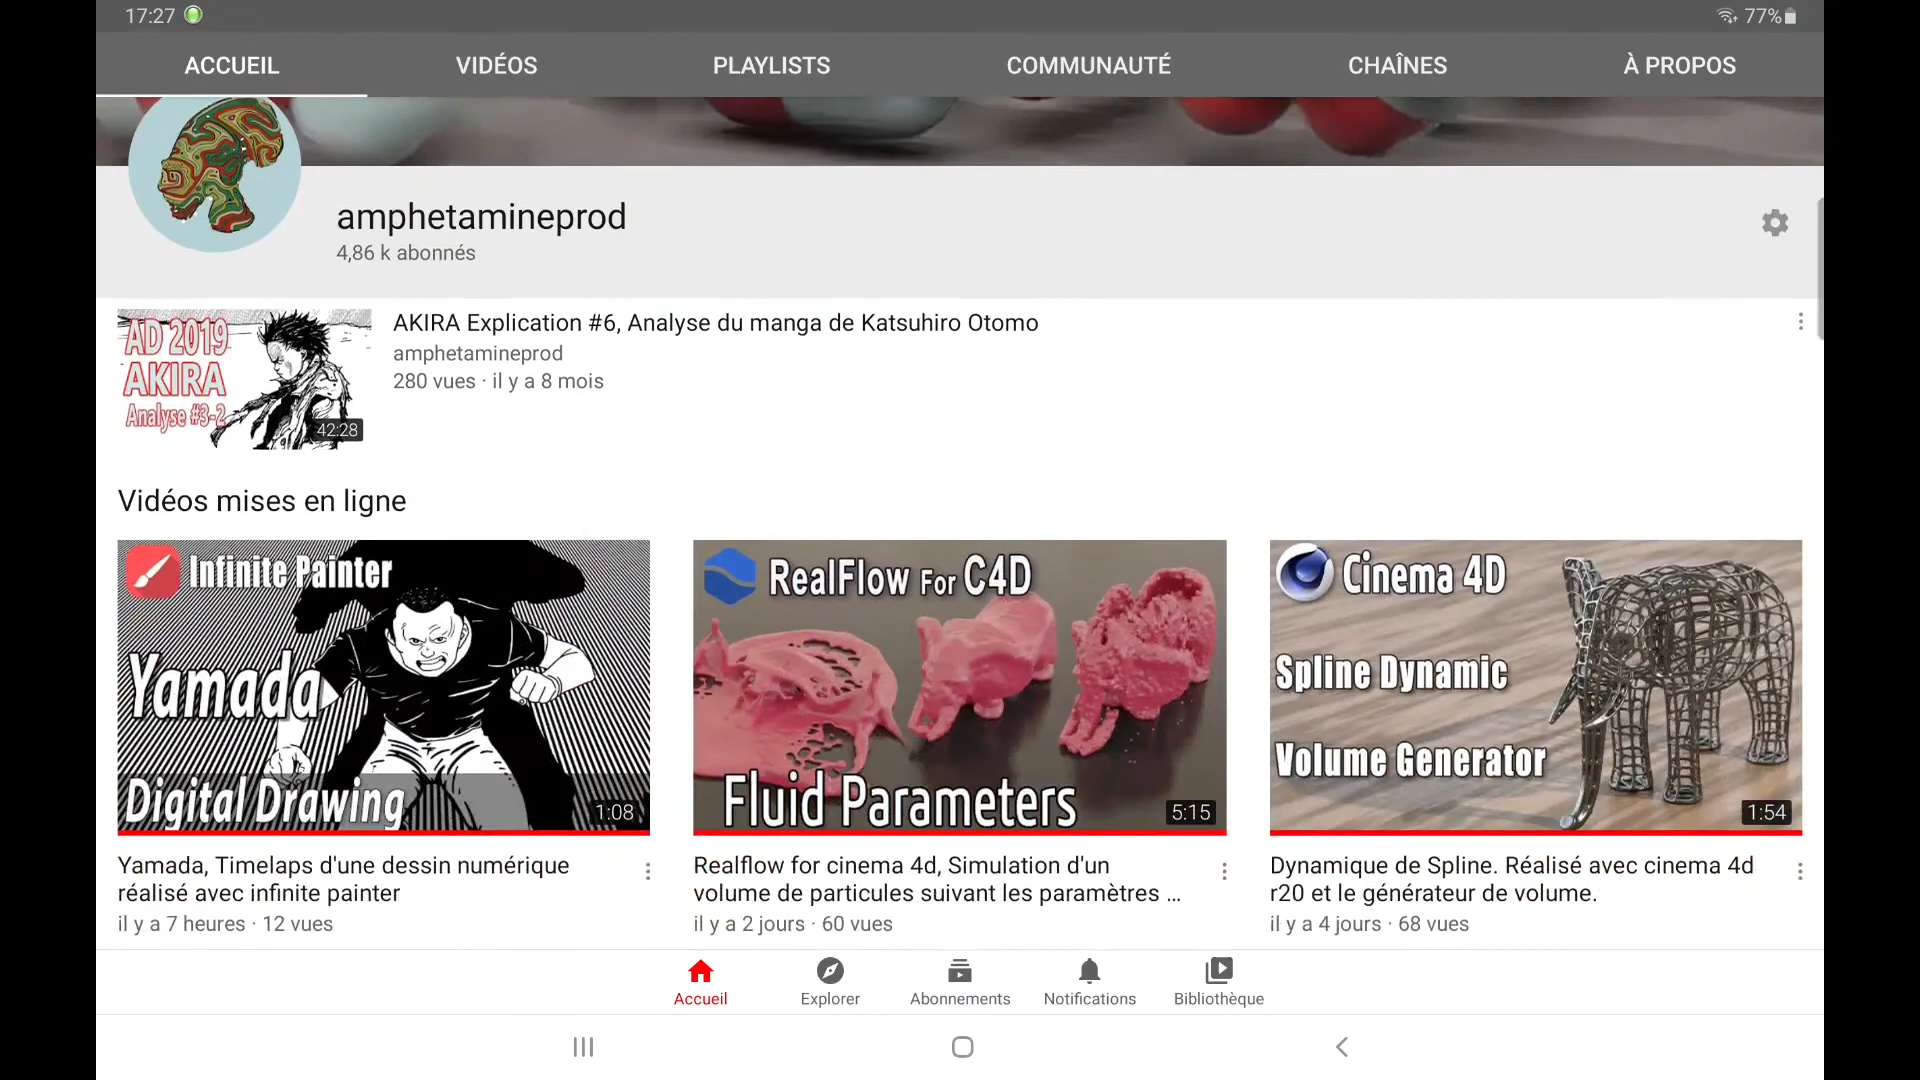 17:27
77%
ACCUEIL
VIDÉOS
PLAYLISTS
COMMUNAUTÉ
CHAÎNES
À PROPOS
amphetamineprod
4,86 k abonnés
AD 2019
AKIRA
Analyse #3-2
42:28
AKIRA Explication #6, Analyse du manga de Katsuhiro Otomo
amphetamineprod
280 vues · il y a 8 mois
Vidéos mises en ligne
Infinite Painter
Yamada
Digital Drawing
1:08
Yamada, Timelaps d'une dessin numérique
réalisé avec infinite painter
il y a 7 heures · 12 vues
RealFlow For C4D
Fluid Parameters
5:15
Realflow for cinema 4d, Simulation d'un
volume de particules suivant les paramètres ...
il y a 2 jours · 60 vues
Cinema 4D
Spline Dynamic
Volume Generator
1:54
Dynamique de Spline. Réalisé avec cinema 4d
r20 et le générateur de volume.
il y a 4 jours · 68 vues
Accueil
Explorer
Abonnements
Notifications
Bibliothèque